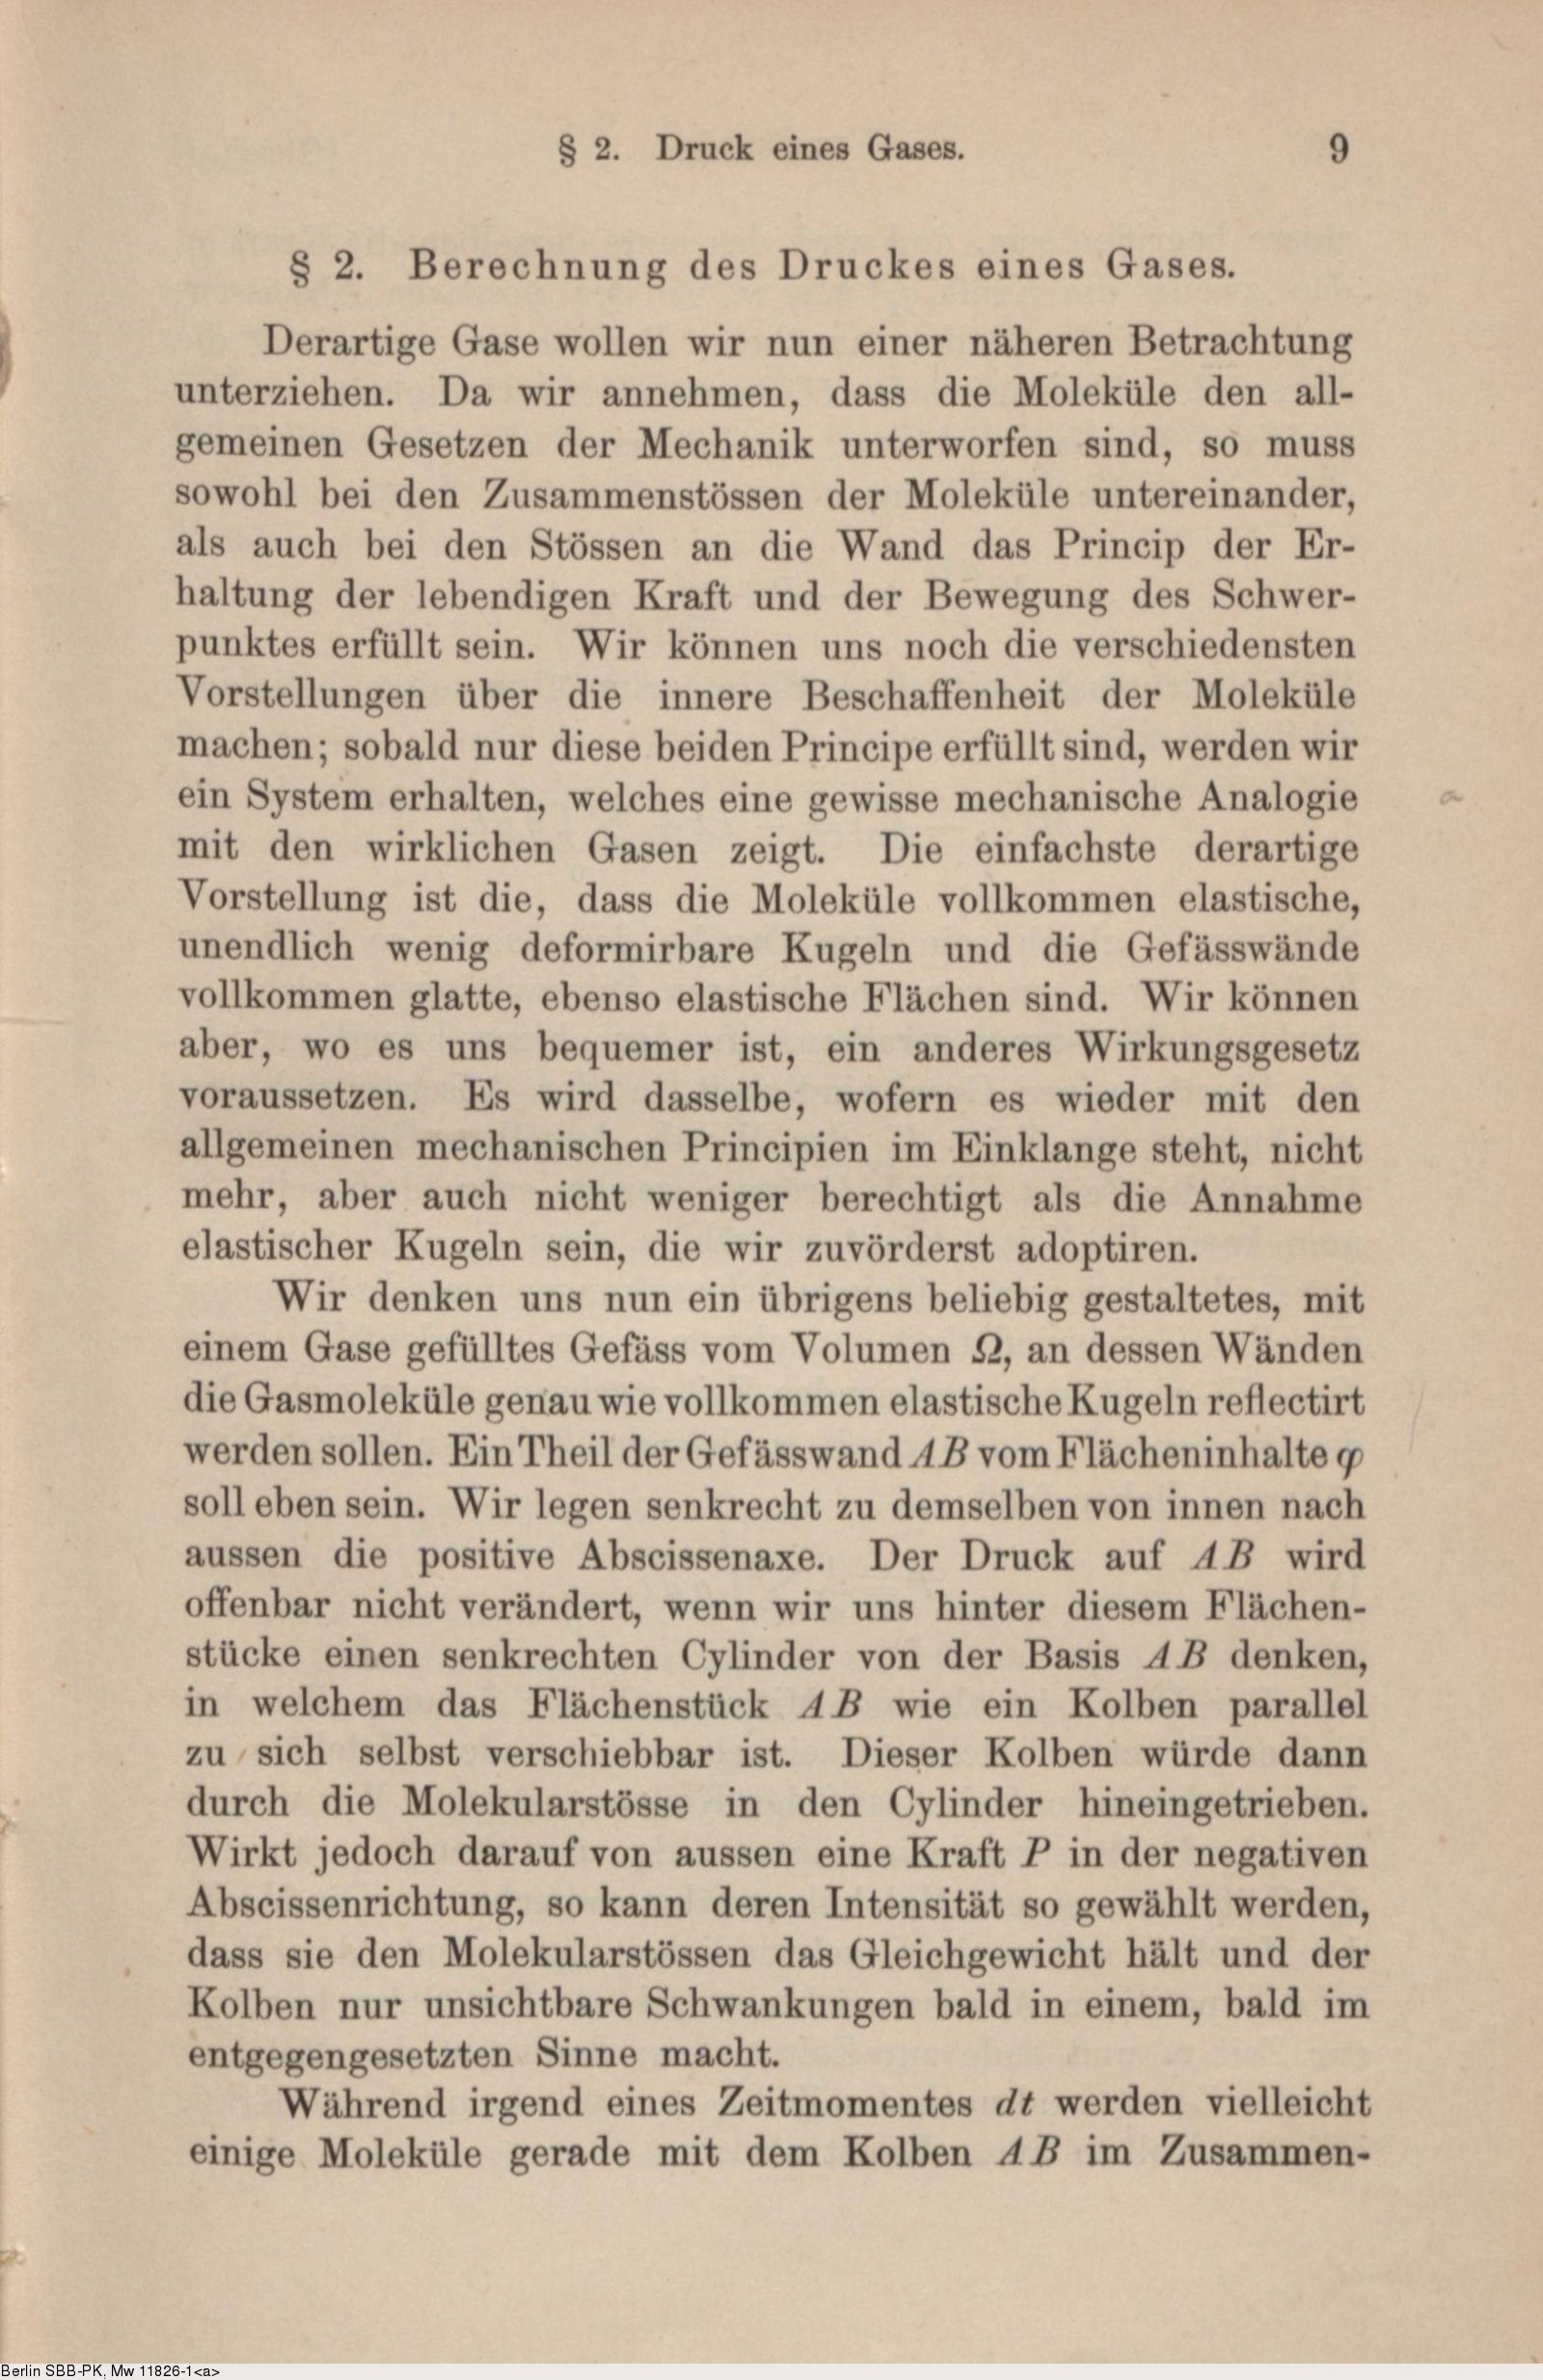 § 2. Druck eines Gases. 9
§ 2. Berechnung des Druckes eines Gases.
Derartige Gase wollen wir nun einer näheren Betrachtung
unterziehen. Da wir annehmen, dass die Moleküle den all-
gemeinen Gesetzen der Mechanik unterworfen sind, so muss
sowohl bei den Zusammenstössen der Moleküle untereinander,
als auch bei den Stössen an die Wand das Princip der Er-
haltung der lebendigen Kraft und der Bewegung des Schwer-
punktes erfüllt sein. Wir können uns noch die verschiedensten
Vorstellungen über die innere Beschaffenheit der Moleküle
machen; sobald nur diese beiden Principe erfüllt sind, werden wir
ein System erhalten, welches eine gewisse mechanische Analogie
mit den wirklichen Gasen zeigt. Die einfachste derartige
Vorstellung ist die, dass die Moleküle vollkommen elastische,
unendlich wenig deformirbare Kugeln und die Gefässwände
vollkommen glatte, ebenso elastische Flächen sind. Wir können
aber, wo es uns bequemer ist, ein anderes Wirkungsgesetz
voraussetzen. Es wird dasselbe, wofern es wieder mit den
allgemeinen mechanischen Principien im Einklange steht, nicht
mehr, aber auch nicht weniger berechtigt als die Annahme
elastischer Kugeln sein, die wir zuvörderst adoptiren.
Wir denken uns nun ein übrigens beliebig gestaltetes, mit
einem Gase gefülltes Gefäss vom Volumen Ω, an dessen Wänden
die Gasmoleküle genau wie vollkommen elastische Kugeln reflectirt
werden sollen. Ein Theil der Gefässwand AB vom Flächeninhalte φ
soll eben sein. Wir legen senkrecht zu demselben von innen nach
aussen die positive Abscissenaxe. Der Druck auf AB wird
offenbar nicht verändert, wenn wir uns hinter diesem Flächen-
stücke einen senkrechten Cylinder von der Basis AB denken,
in welchem das Flächenstück AB wie ein Kolben parallel
zu sich selbst verschiebbar ist. Dieser Kolben würde dann
durch die Molekularstösse in den Cylinder hineingetrieben.
Wirkt jedoch darauf von aussen eine Kraft P in der negativen
Abscissenrichtung, so kann deren Intensität so gewählt werden,
dass sie den Molekularstössen das Gleichgewicht hält und der
Kolben nur unsichtbare Schwankungen bald in einem, bald im
entgegengesetzten Sinne macht.
Während irgend eines Zeitmomentes dt werden vielleicht
einige Moleküle gerade mit dem Kolben AB im Zusammen-
Berlin SBB-PK, Mw 11826-1<a>